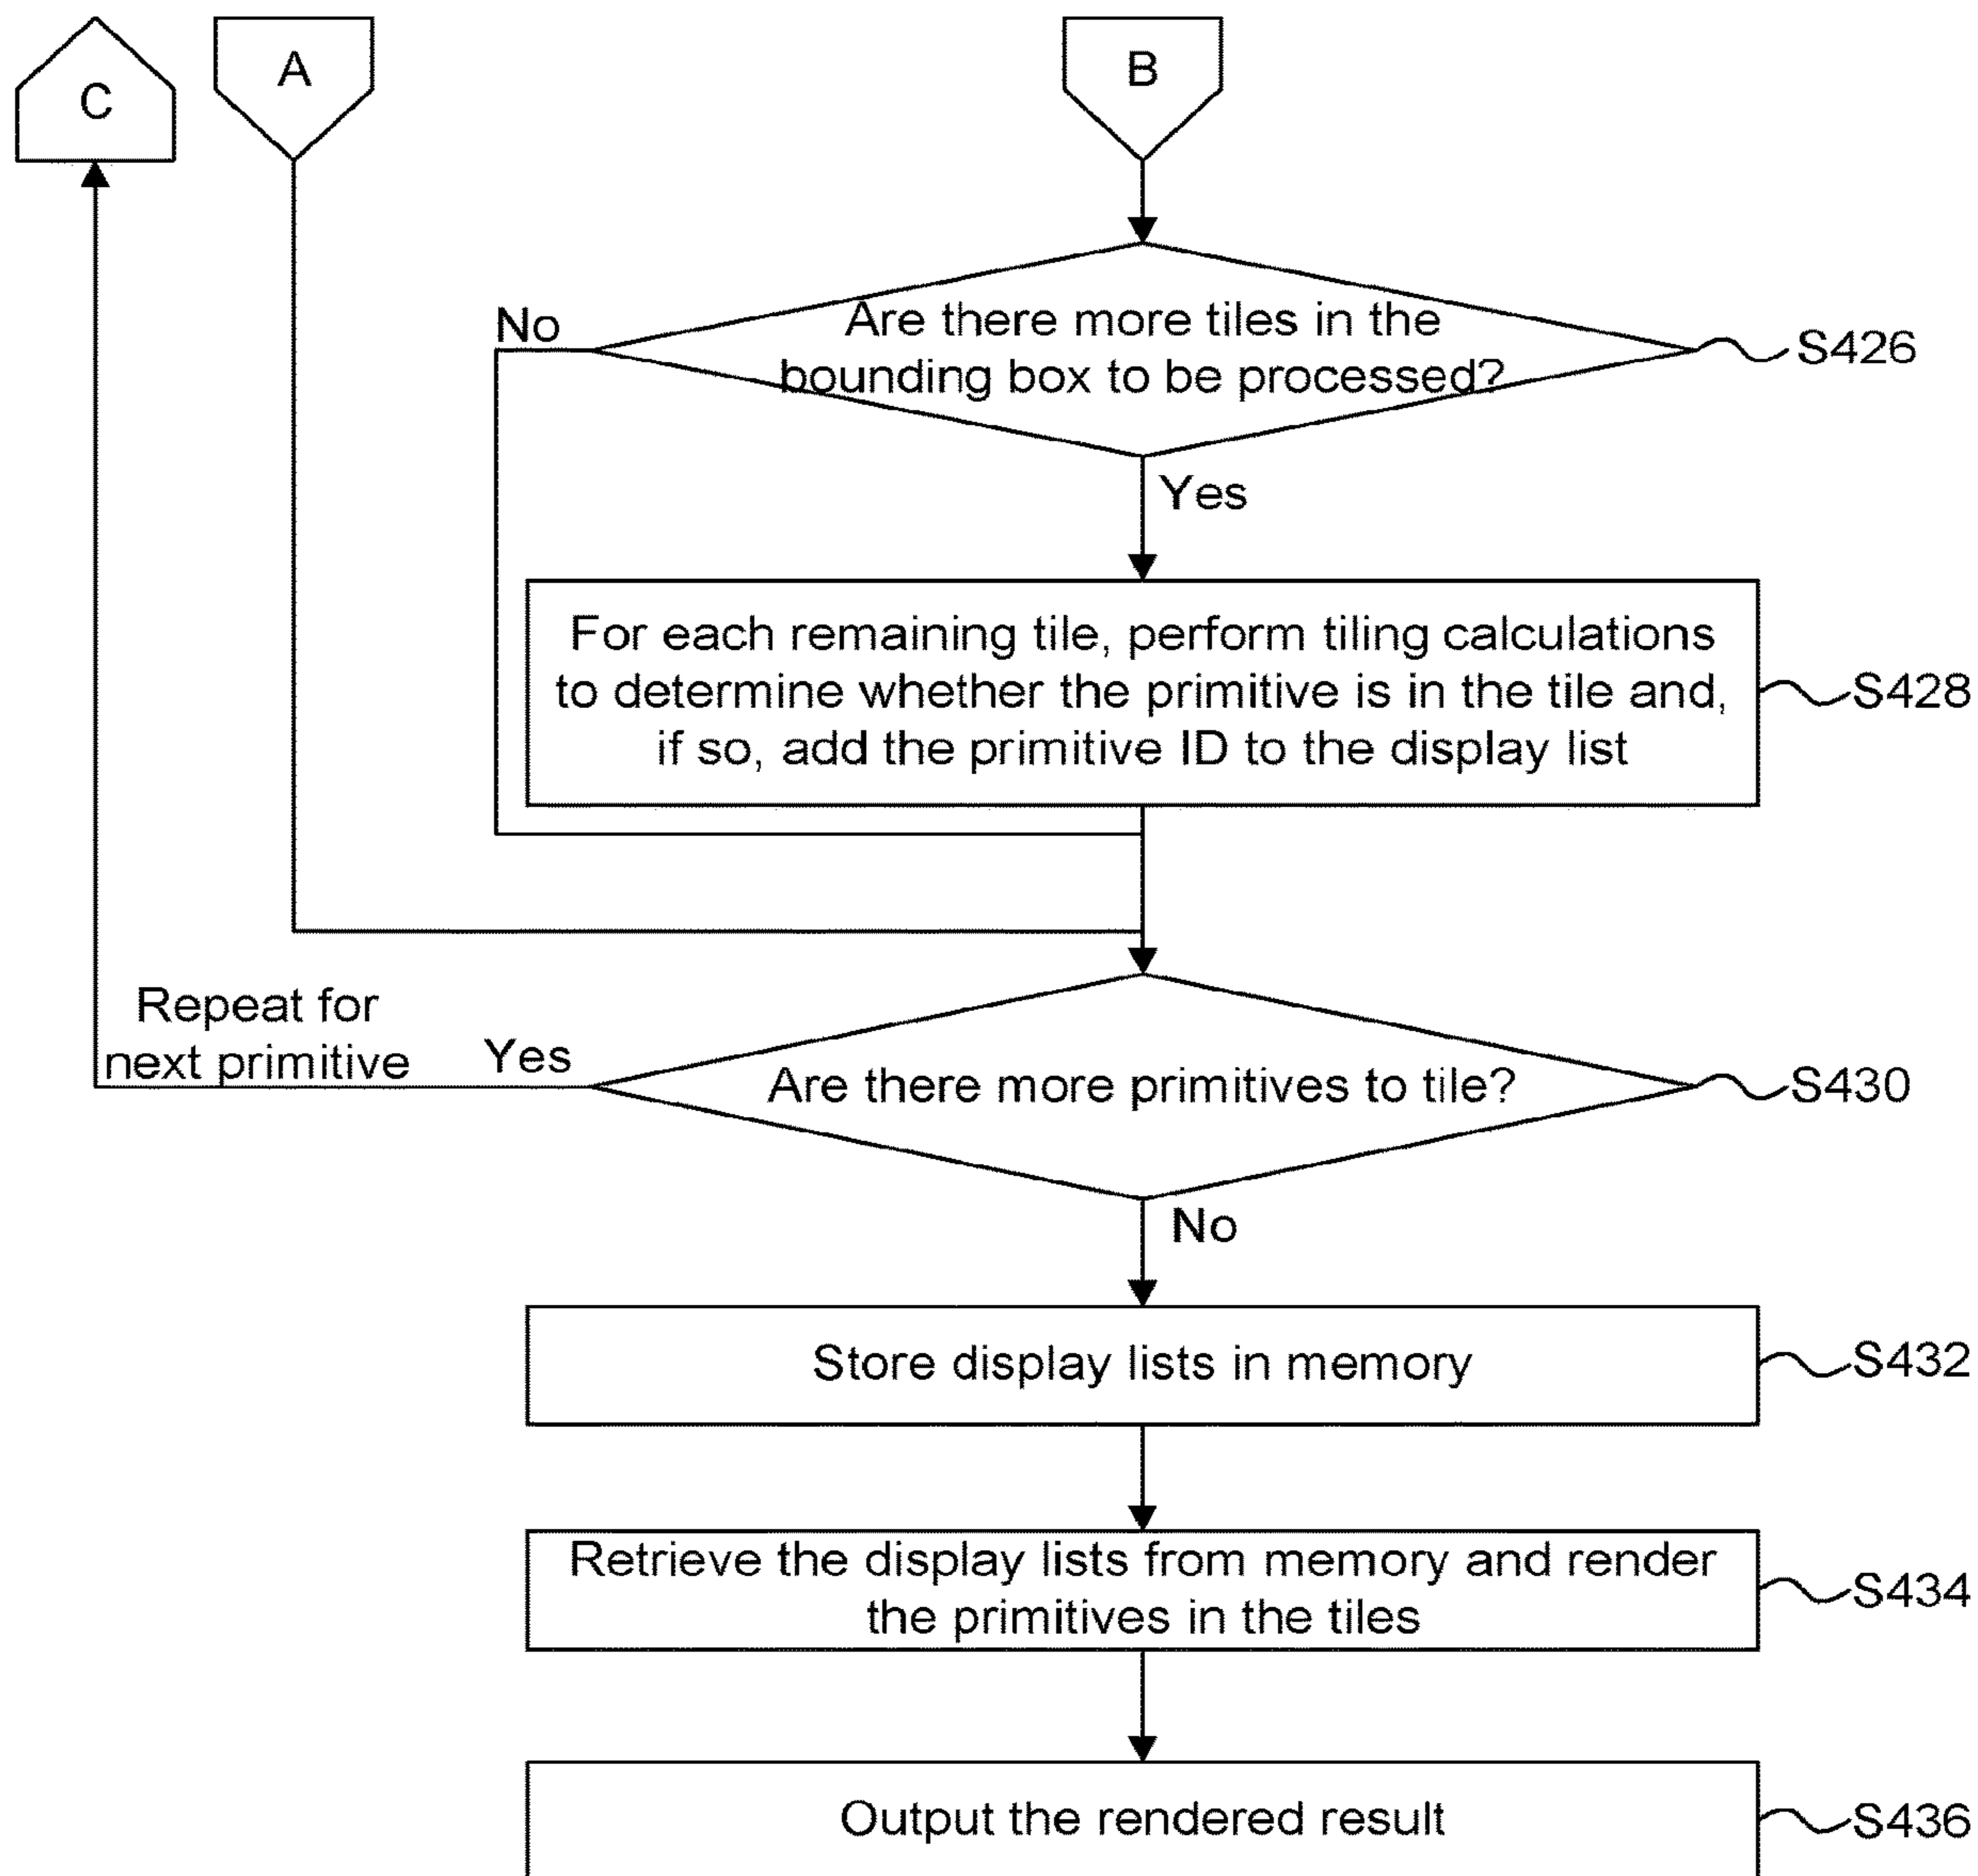 C
A
B
No
Are there more tiles in the
bounding box to be processed?
S426
Yes
For each remaining tile, perform tiling calculations
to determine whether the primitive is in the tile and,
if so, add the primitive ID to the display list
S428
Repeat for
next primitive
Yes
Are there more primitives to tile?
S430
No
Store display lists in memory
S432
Retrieve the display lists from memory and render
the primitives in the tiles
S434
Output the rendered result
S436